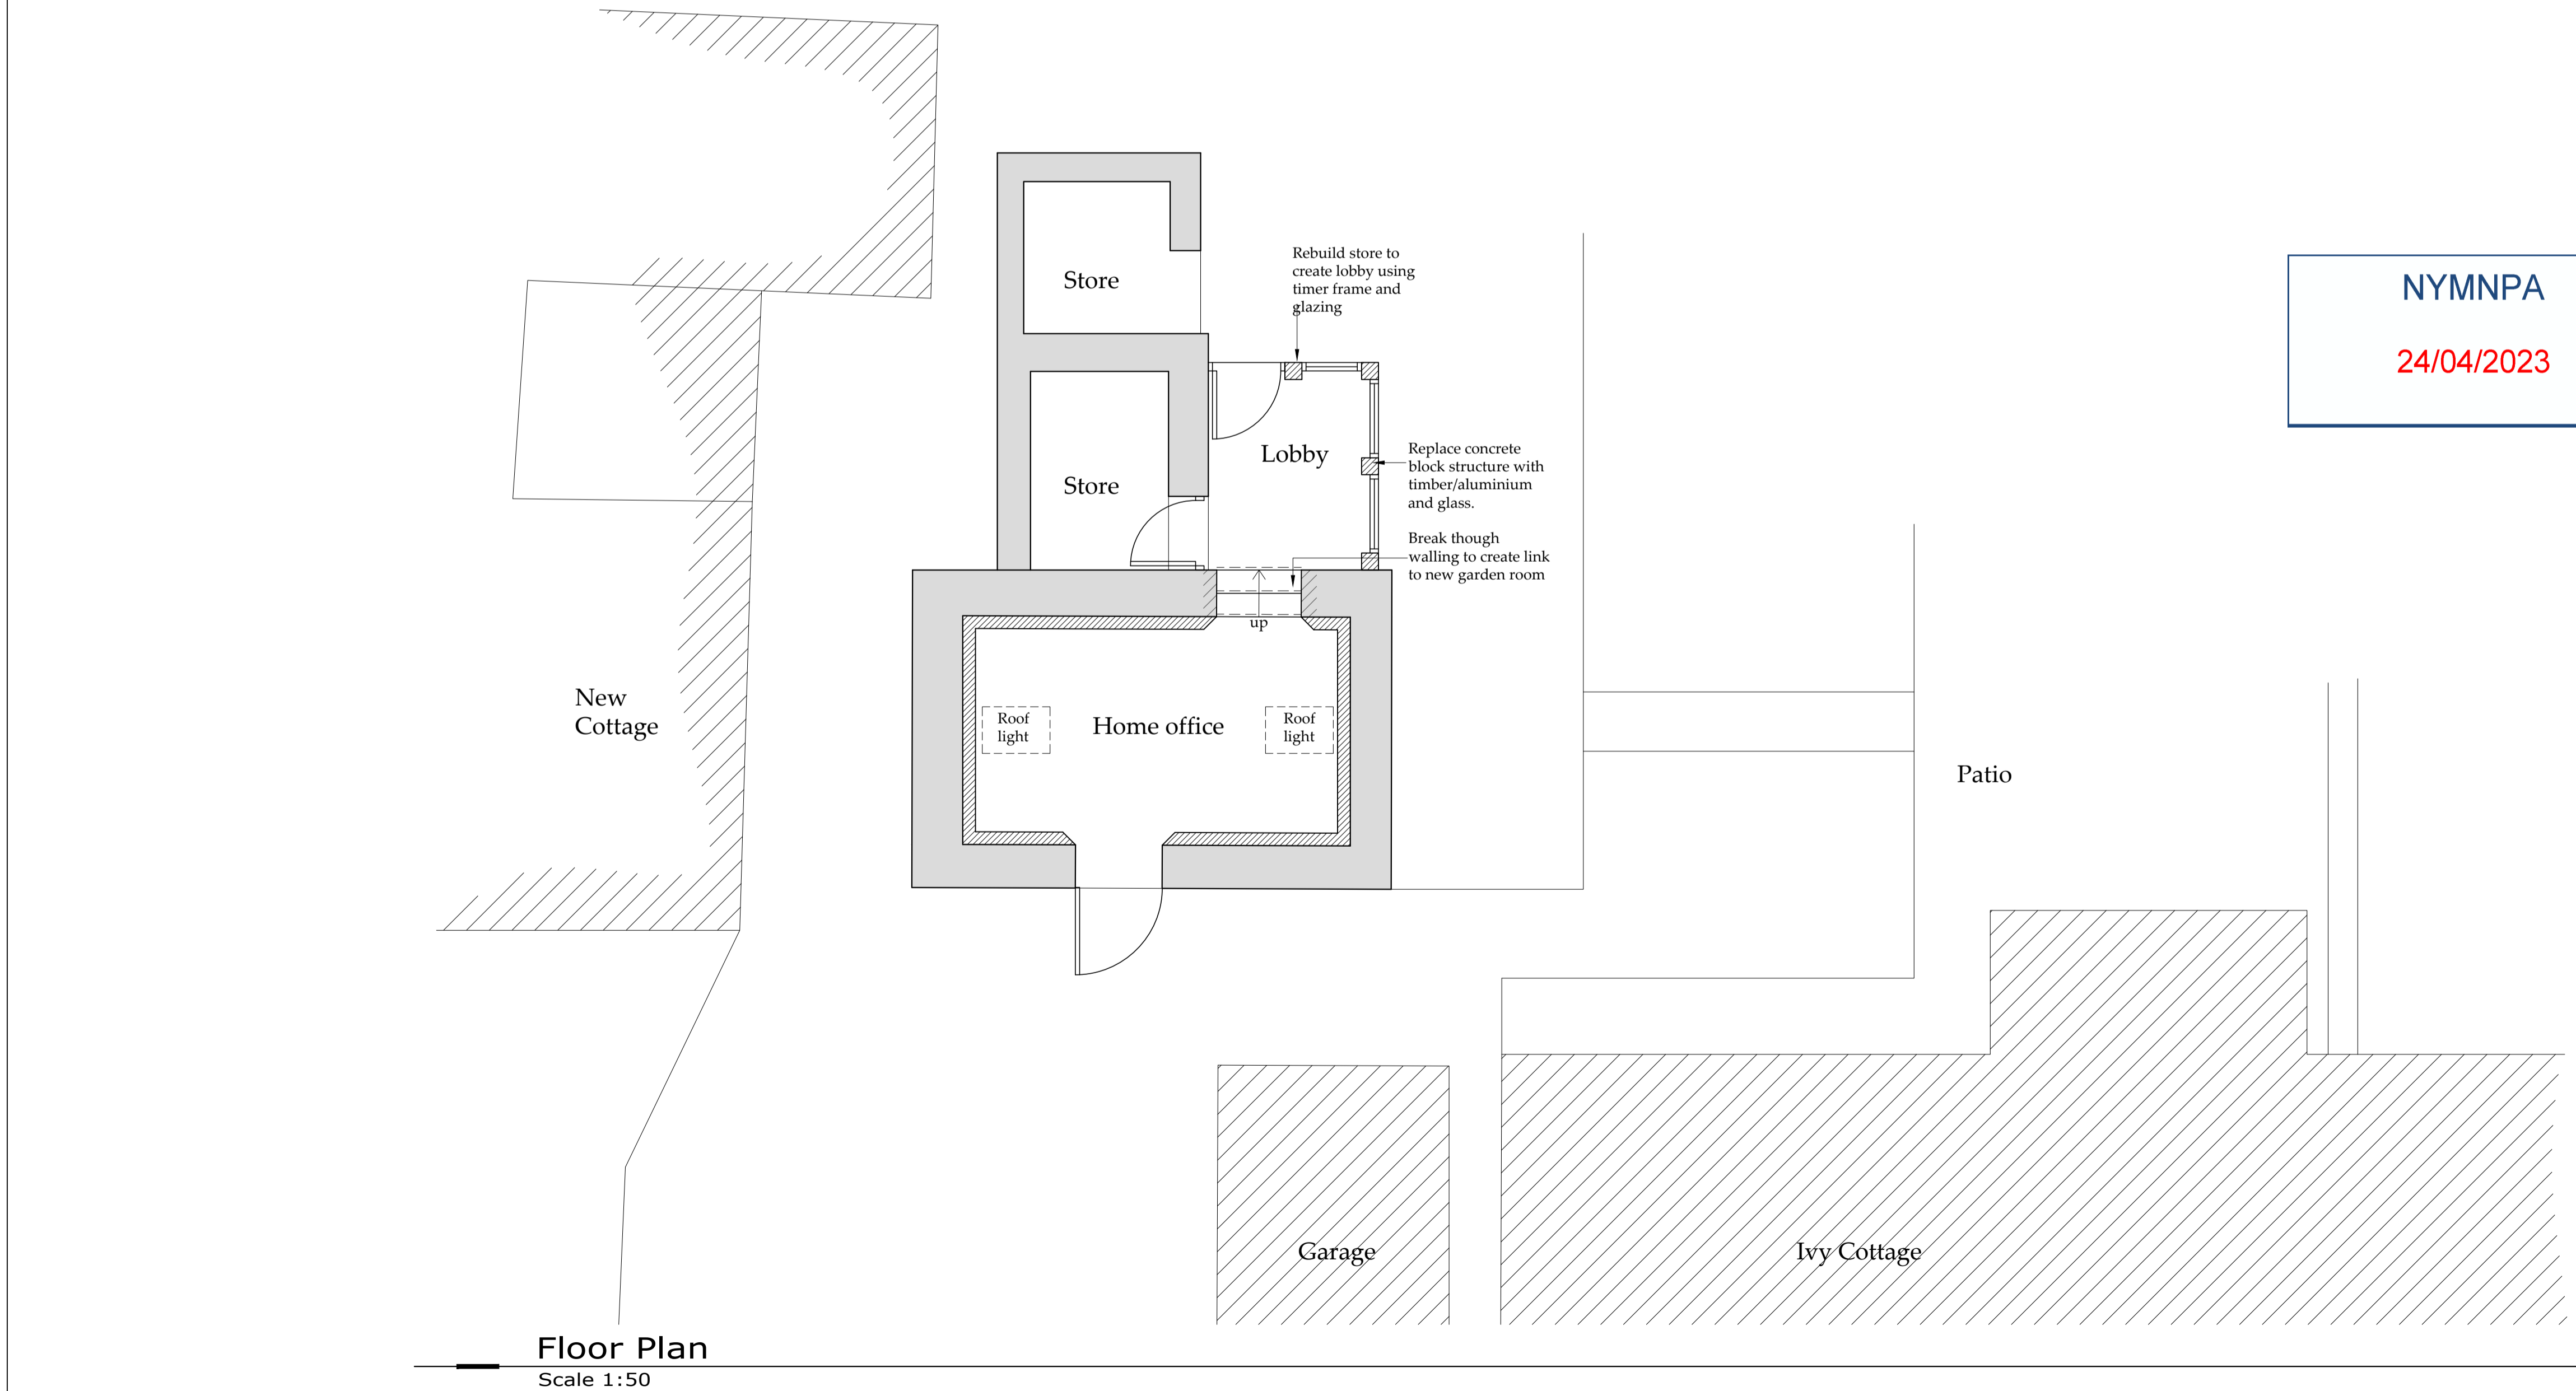 Rebuild store to
create lobby using
timer frame and
glazing
NYMNPA
24/04/2023
Store
Lobby
Replace concrete
block structure with
timber/aluminium
and glass.
Store
Break though
walling to create link
to new garden room
up
New
Cottage
Roof
light
Home office
Roof
light
Patio
Garage
Ivy Cottage
Floor Plan
Scale 1:50